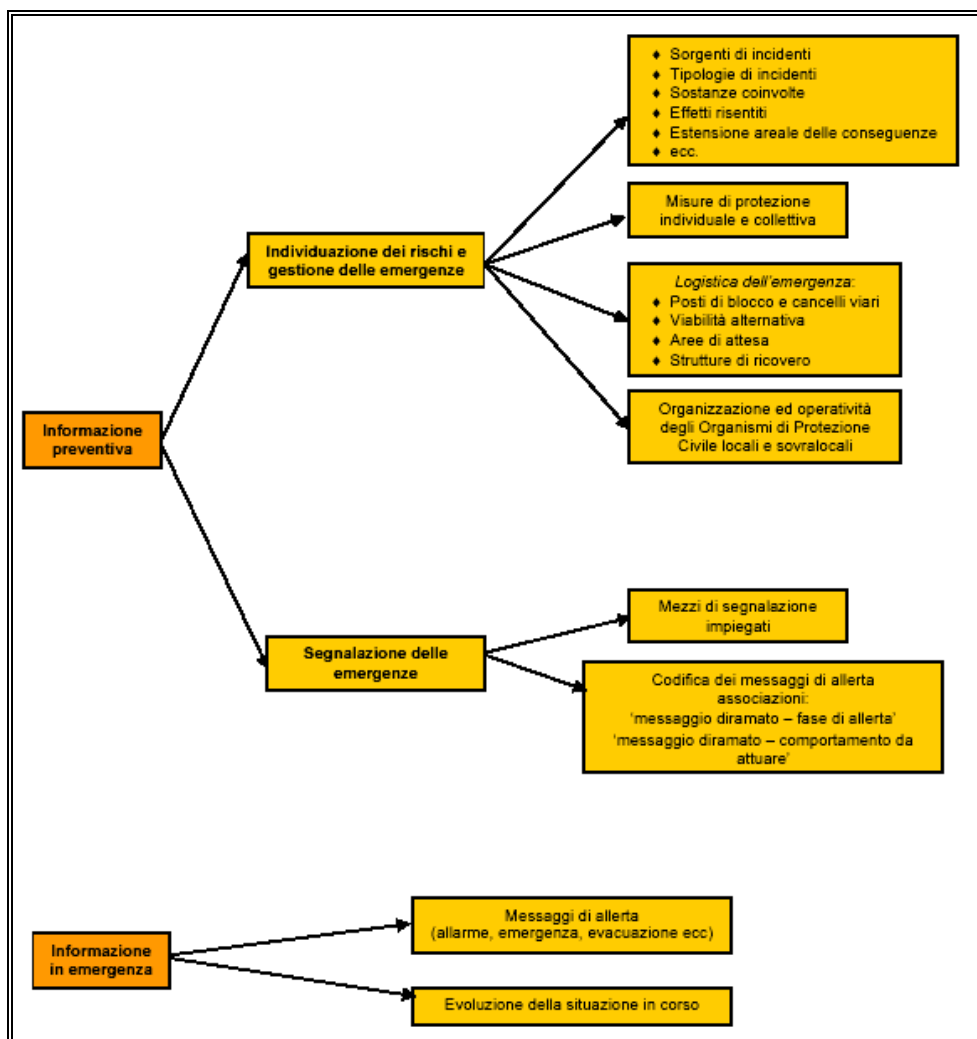 ♦ Sorgenti di incidenti
♦ Tipologie di incidenti
♦ Sostanze coinvolte
♦ Effetti risentiti
♦ Estensione areale delle conseguenze
♦ ecc.
Misure di protezione
individuale e collettiva
Individuazione dei rischi e
gestione delle emergenze
Logistica dell'emergenza:
♦ Posti di blocco e cancelli viari
♦ Viabilità alternativa
♦ Aree di attesa
♦ Strutture di ricovero
Organizzazione ed operatività
degli Organismi di Protezione
Civile locali e sovralocali
Informazione
preventiva
Mezzi di segnalazione
impiegati
Segnalazione delle
emergenze
Codifica dei messaggi di allerta
associazioni:
'messaggio diramato – fase di allerta'
'messaggio diramato – comportamento da
attuare'
Messaggi di allerta
(allarme, emergenza, evacuazione ecc)
Informazione
in emergenza
Evoluzione della situazione in corso